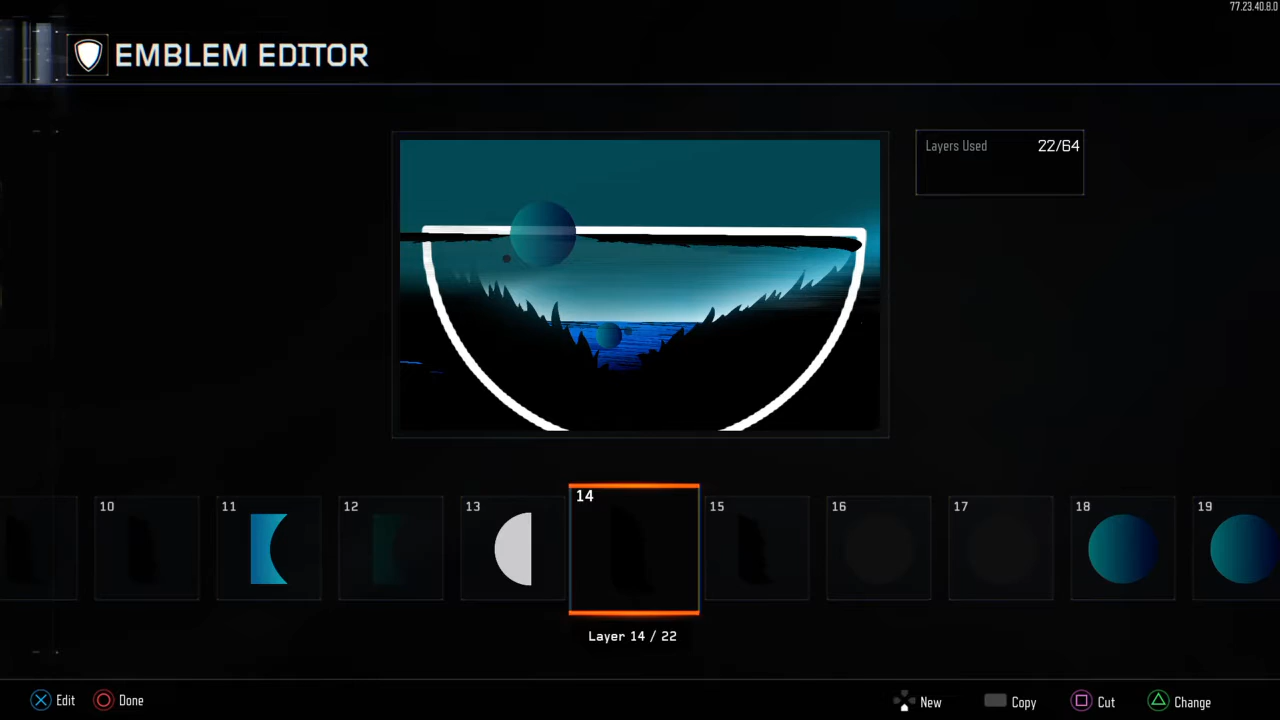 77.23.40.8.0
EMBLEM EDITOR
Layers Used 22/64
10 11 12 13 14 15 16 17 18 19
Layer 14 / 22
Edit Done New Copy Cut Change